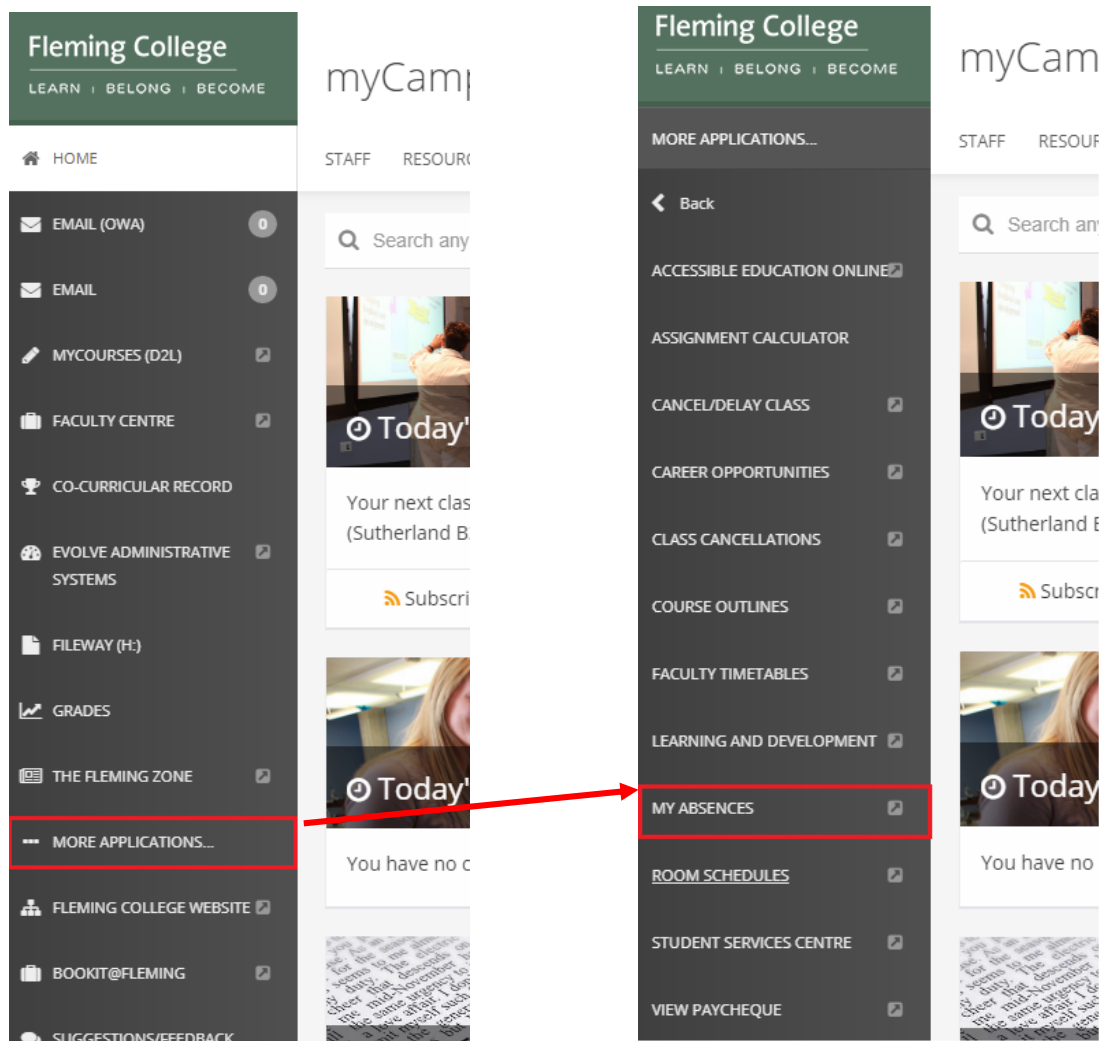 Fleming College
LEARN | BELONG | BECOME
HOME
EMAIL (OWA) 0
EMAIL 0
MYCOURSES (D2L)
FACULTY CENTRE
CO-CURRICULAR RECORD
EVOLVE ADMINISTRATIVE
SYSTEMS
FILEWAY (H:)
GRADES
THE FLEMING ZONE
MORE APPLICATIONS...
FLEMING COLLEGE WEBSITE
BOOKIT@FLEMING
SUGGESTIONS/FEEDBACK
myCamp
STAFF RESOURC
Search any
Today'
Your next clas
(Sutherland B
Subscri
Today'
You have no c
Fleming College
LEARN | BELONG | BECOME
MORE APPLICATIONS...
Back
ACCESSIBLE EDUCATION ONLINE
ASSIGNMENT CALCULATOR
CANCEL/DELAY CLASS
CAREER OPPORTUNITIES
CLASS CANCELLATIONS
COURSE OUTLINES
FACULTY TIMETABLES
LEARNING AND DEVELOPMENT
MY ABSENCES
ROOM SCHEDULES
STUDENT SERVICES CENTRE
VIEW PAYCHEQUE
myCam
STAFF RESOUR
Search any
Today
Your next cla
(Sutherland B
Subscr
Today
You have no